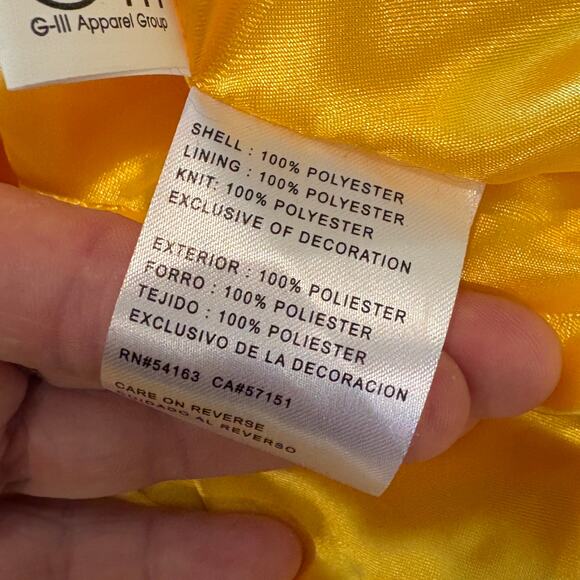 G-III Apparel Group
SHELL : 100% POLYESTER
LINING : 100% POLYESTER
KNIT: 100% POLYESTER
EXCLUSIVE OF DECORATION
EXTERIOR : 100% POLIESTER
FORRO : 100% POLIESTER
TEJIDO : 100% POLIESTER
EXCLUSIVO DE LA DECORACION
RN#54163 CA#57151
CARE ON REVERSE
CUIDADO AL REVERSO